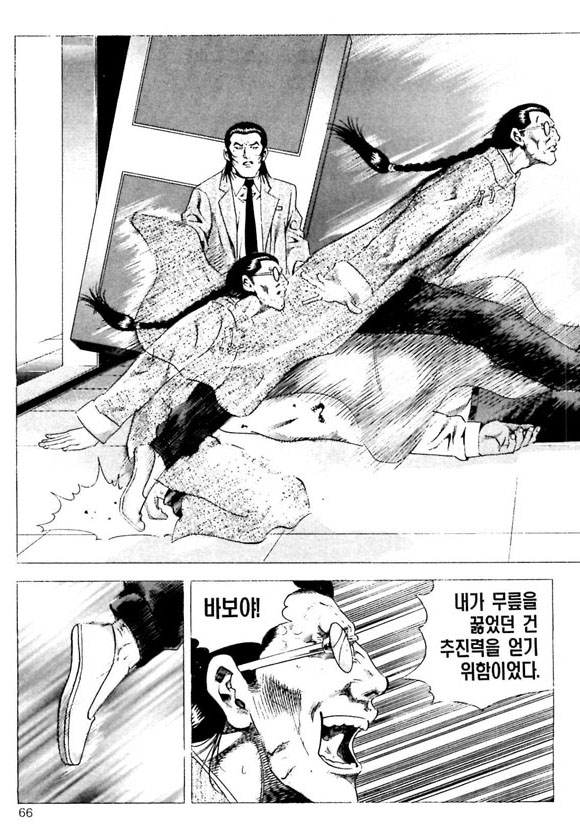 바보야!
내가 무릎을
꿇었던 건
추진력을 얻기
위함이었다.
66